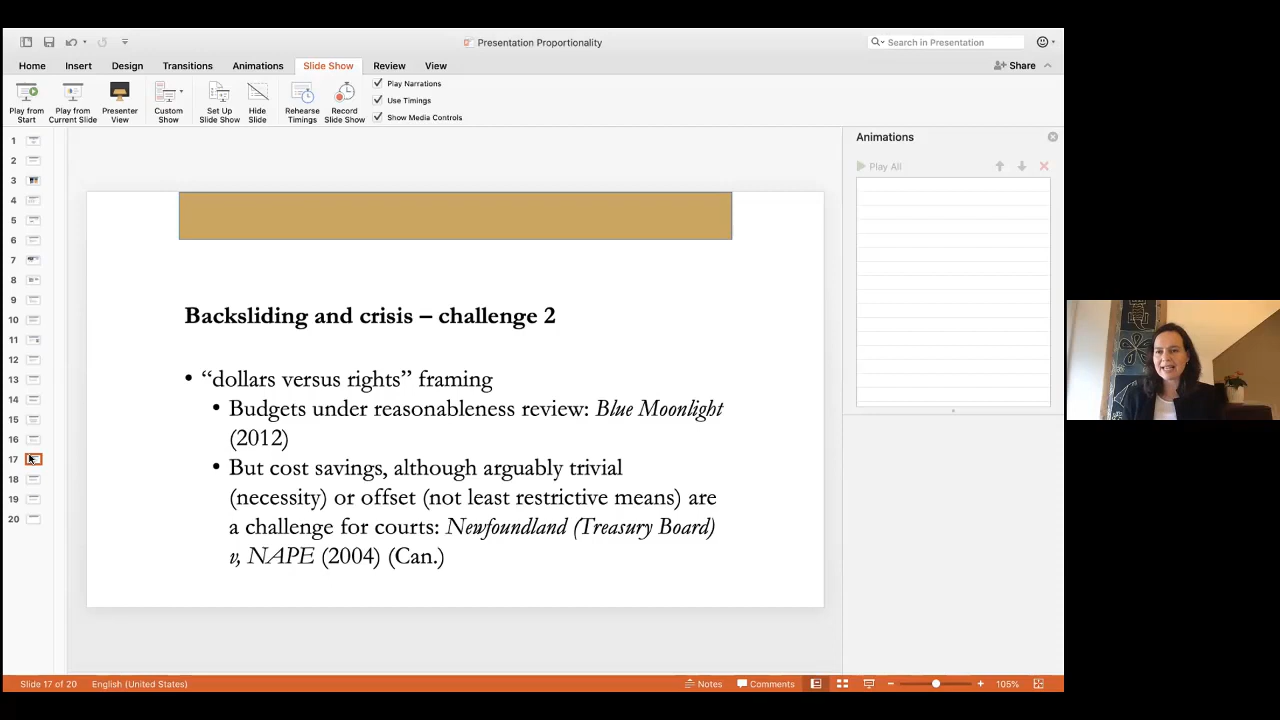 Presentation Proportionality
Search in Presentation
Home Insert Design Transitions Animations Slide Show Review View
Share
Play from Start
Play from Current Slide
Presenter View
Custom Show
Set Up Slide Show
Hide Slide
Rehearse Timings
Record Slide Show
Play Narrations
Use Timings
Show Media Controls
1
2
3
4
5
6
7
8
9
10
11
12
13
14
15
16
17
18
19
20
Backsliding and crisis – challenge 2
• “dollars versus rights” framing
• Budgets under reasonableness review: Blue Moonlight
(2012)
• But cost savings, although arguably trivial
(necessity) or offset (not least restrictive means) are
a challenge for courts: Newfoundland (Treasury Board)
v, NAPE (2004) (Can.)
Animations
Play All
Slide 17 of 20 English (United States)
Notes Comments 105%